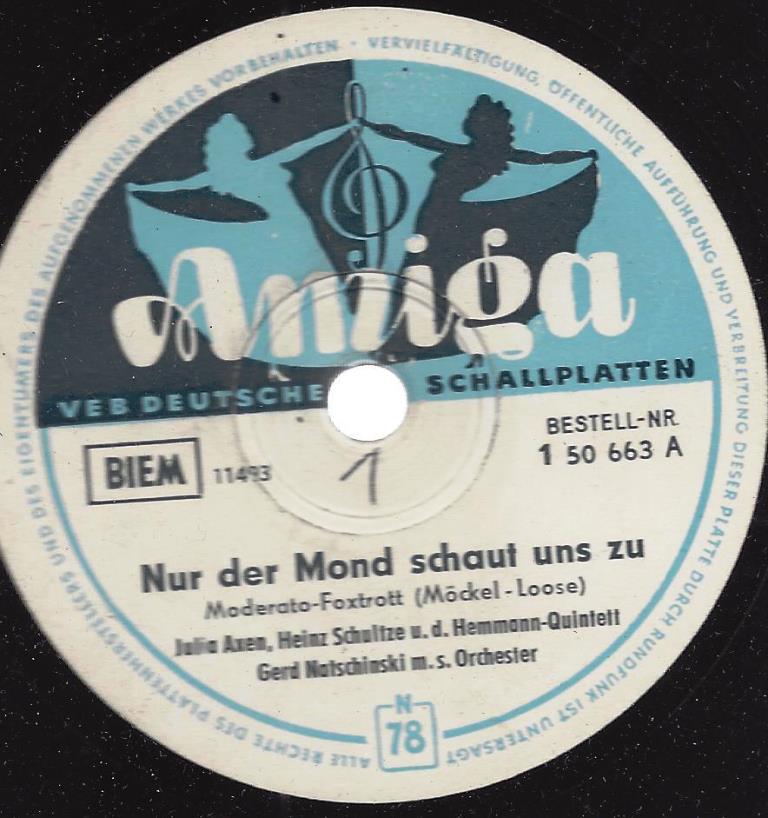 ALLE RECHTE DES PLATTENHERSTELLERS UND DES EIGENTÜMERS DES AUFGENOMMENEN WERKES VORBEHALTEN · VERVIELFÄLTIGUNG, ÖFFENTLICHE AUFFÜHRUNG UND VERBREITUNG DIESER PLATTE DURCH RUNDFUNK IST UNTERSAGT
Amiga
VEB DEUTSCHE SCHALLPLATTEN
BIEM 11493
BESTELL-NR.
1 50 663 A
1
Nur der Mond schaut uns zu
Moderato-Foxtrott (Möckel-Loose)
Julia Axen, Heinz Schultze u. d. Hemmann-Quintett
Gerd Natschinski m. s. Orchester
N
78